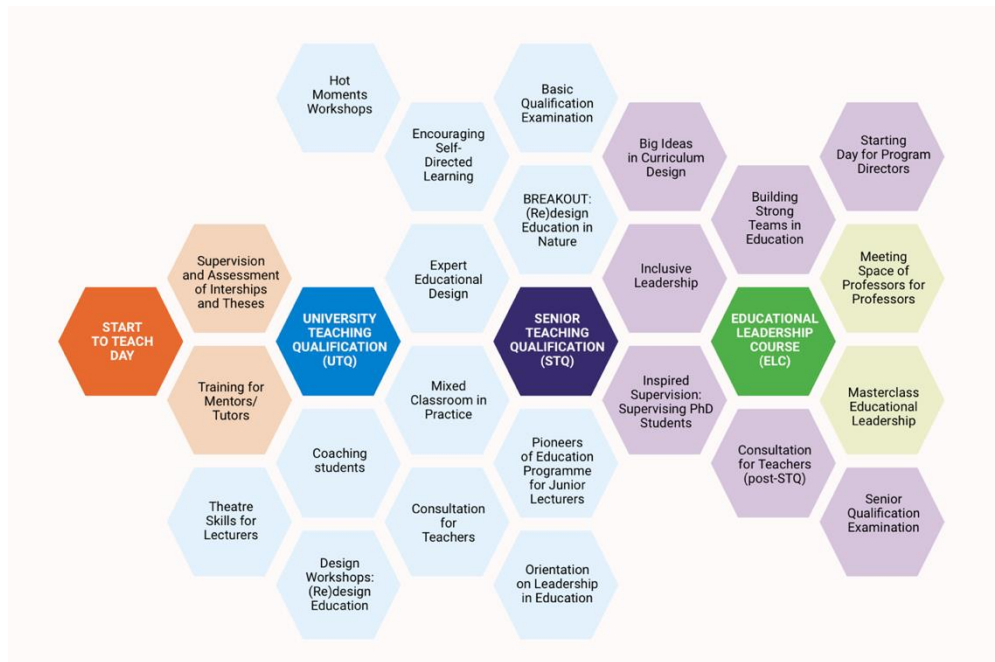 Hot
Moments
Workshops
Basic
Qualification
Examination
Encouraging
Self-
Directed
Learning
Big Ideas
in Curriculum
Design
Starting
Day for Program
Directors
BREAKOUT:
(Re)design
Education in
Nature
Building
Strong
Teams in
Education
Supervision
and Assessment
of Interships
and Theses
Expert
Educational
Design
Inclusive
Leadership
Meeting
Space of
Professors for
Professors
START
TO TEACH
DAY
UNIVERSITY
TEACHING
QUALIFICATION
(UTQ)
SENIOR
TEACHING
QUALIFICATION
(STQ)
EDUCATIONAL
LEADERSHIP
COURSE
(ELC)
Training for
Mentors/
Tutors
Mixed
Classroom in
Practice
Inspired
Supervision:
Supervising PhD
Students
Masterclass
Educational
Leadership
Coaching
students
Pioneers
of Education
Programme
for Junior
Lecturers
Consultation
for Teachers
(post-STQ)
Theatre
Skills for
Lecturers
Consultation
for
Teachers
Senior
Qualification
Examination
Design
Workshops:
(Re)design
Education
Orientation
on Leadership
in Education